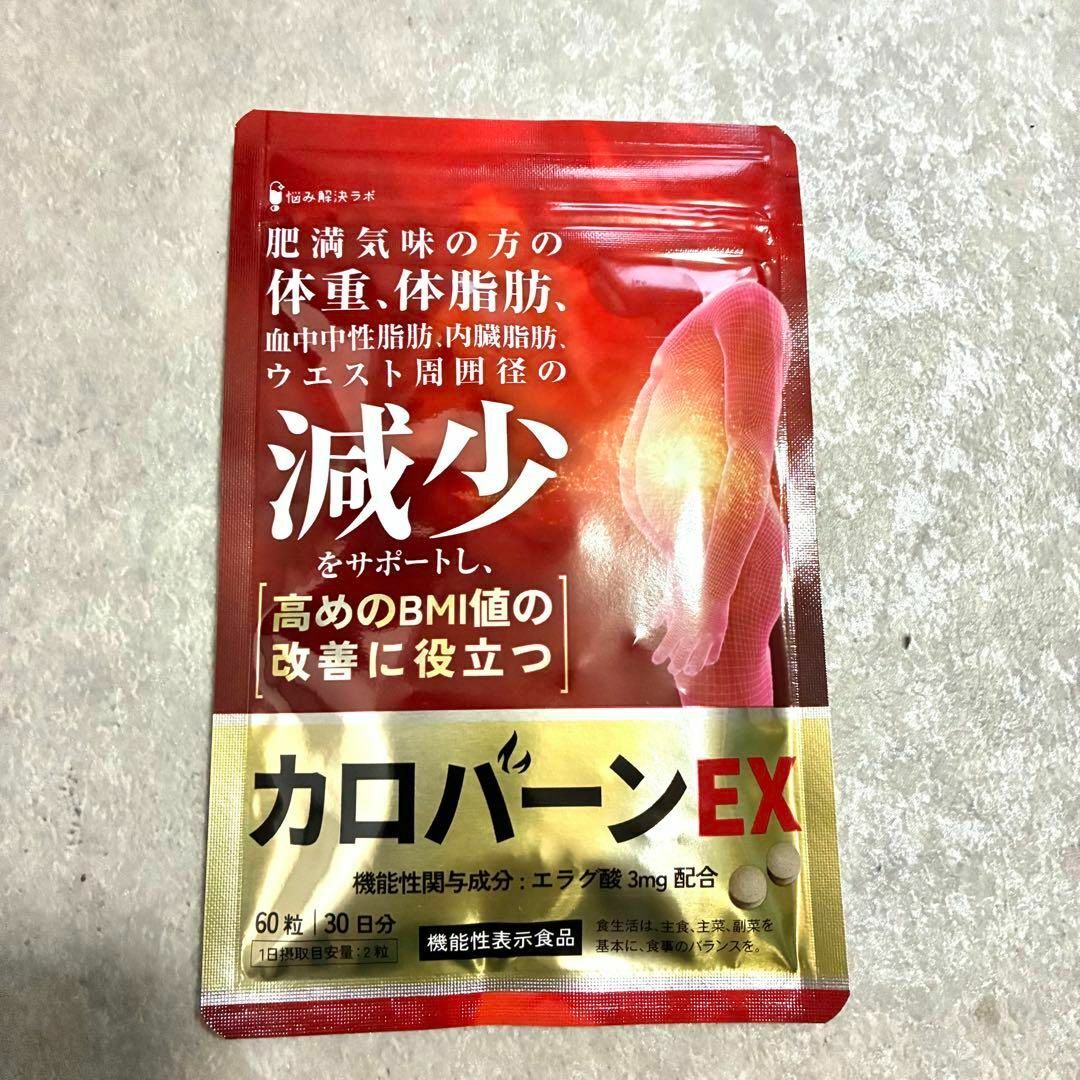 悩み解決ラボ
肥満気味の方の
体重、体脂肪、
血中中性脂肪、内臓脂肪、
ウエスト周囲径の
減少
をサポートし、
高めのBMI値の
改善に役立つ
カロバーンEX
機能性関与成分:エラグ酸 3mg 配合
60粒|30日分
1日摂取目安量:2粒
機能性表示食品
食生活は、主食、主菜、副菜を
基本に、食事のバランスを。